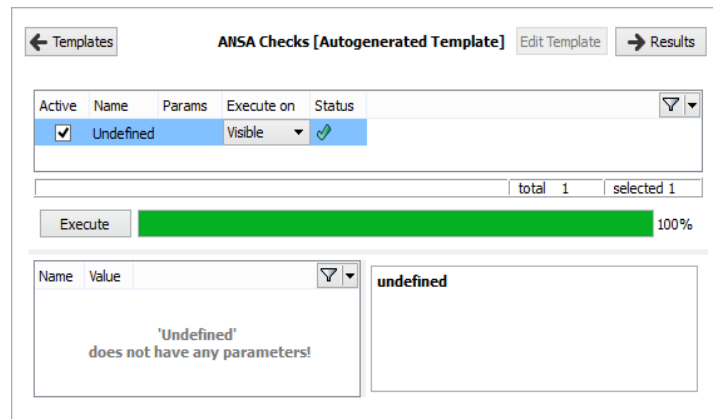 Templates
ANSA Checks [Autogenerated Template]
Edit Template
Results
Active Name Params Execute on Status
Undefined Visible
total 1 selected 1
Execute 100%
Name Value
undefined
'Undefined'
does not have any parameters!